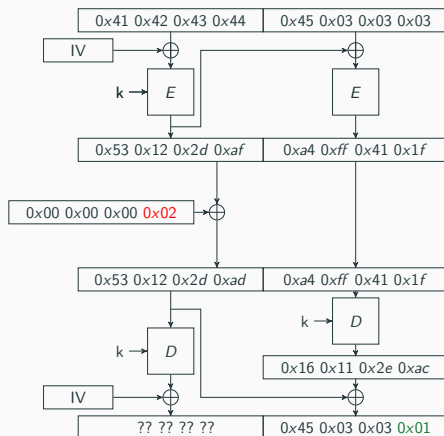 0x41 0x42 0x43 0x44 0x45 0x03 0x03 0x03
IV
k E E
0x53 0x12 0x2d 0xaf 0xa4 0xff 0x41 0x1f
0x00 0x00 0x00 0x02
0x53 0x12 0x2d 0xad 0xa4 0xff 0x41 0x1f
k D
k D
0x16 0x11 0x2e 0xac
IV
?? ?? ?? ?? 0x45 0x03 0x03 0x01